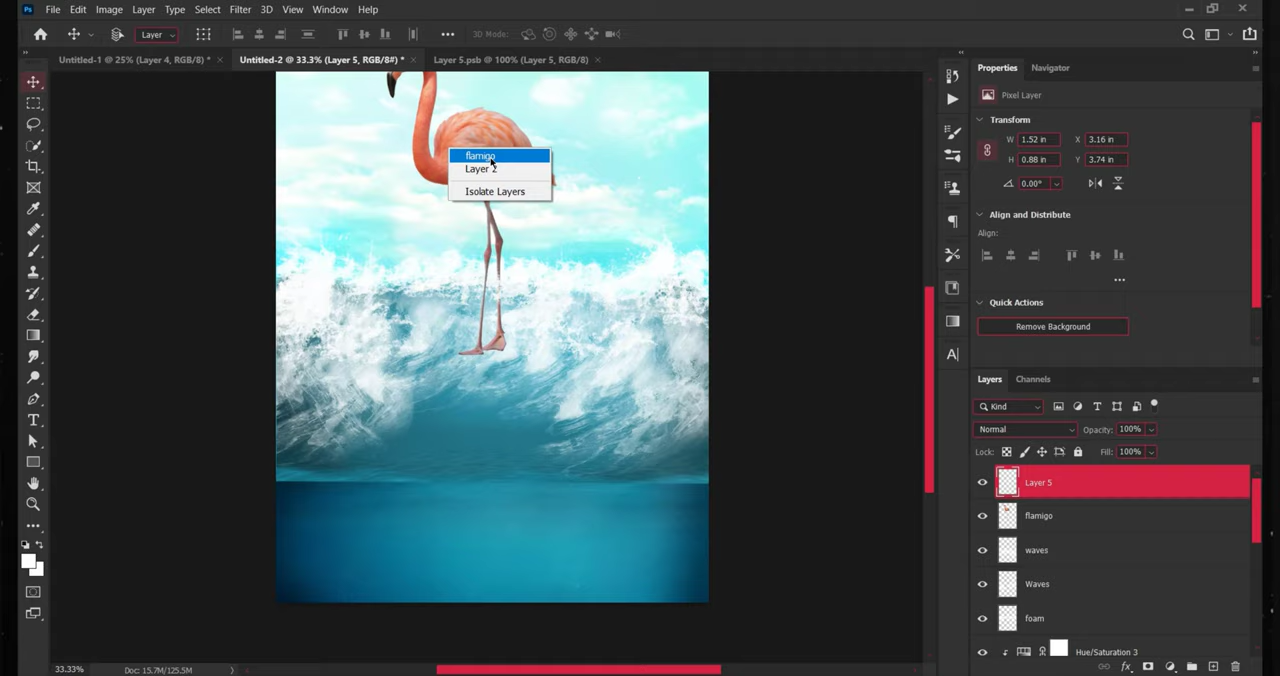 Ps File Edit Image Layer Type Select Filter 3D View Window Help
Layer 3D Mode:
Untitled-1 @ 25% (Layer 4, RGB/8) * × Untitled-2 @ 33.3% (Layer 5, RGB/8#) * × Layer 5.psb @ 100% (Layer 5, RGB/8) ×
Properties Navigator
Pixel Layer
Transform
W 1.52 in X 3.16 in
H 0.88 in Y 3.74 in
0.00°
Align and Distribute
Align:
Quick Actions
Remove Background
flamigo
Layer 2
Isolate Layers
Layers Channels
Kind
Normal Opacity: 100%
Lock: Fill: 100%
Layer 5
flamigo
waves
Waves
foam
Hue/Saturation 3
33.33% Doc: 15.7M/125.5M